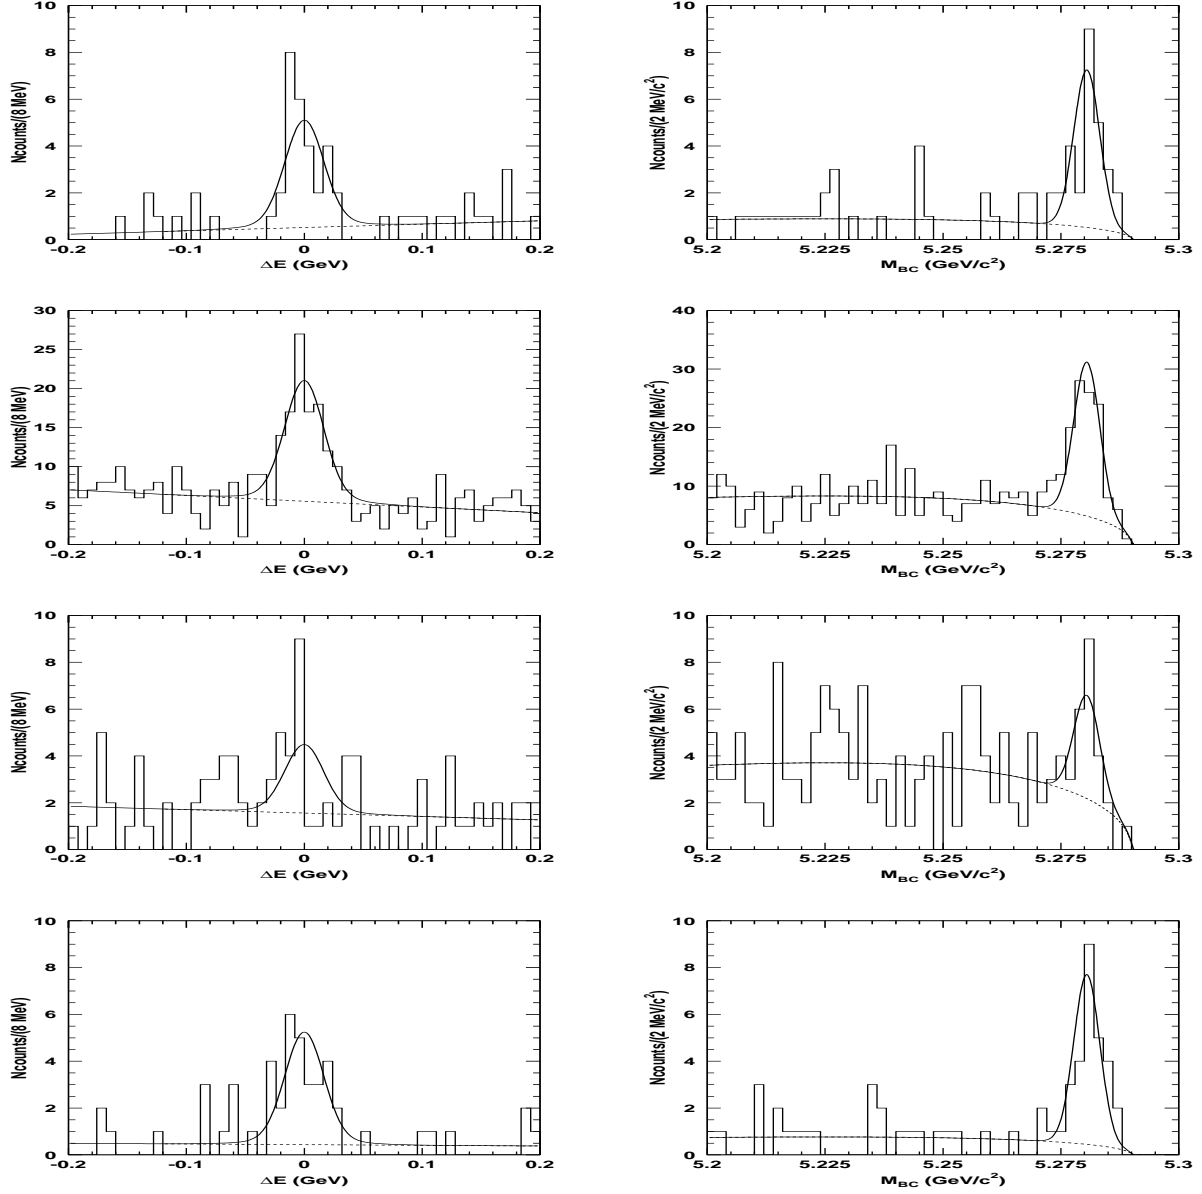 10
8
6
4
2
0
Ncounts/(8 MeV)
-0.2 -0.1 0 0.1 0.2
ΔE (GeV)
10
8
6
4
2
0
Ncounts/(2 MeV/c²)
5.2 5.225 5.25 5.275 5.3
M_BC (GeV/c²)
30
25
20
15
10
5
0
Ncounts/(8 MeV)
-0.2 -0.1 0 0.1 0.2
ΔE (GeV)
40
30
20
10
0
Ncounts/(2 MeV/c²)
5.2 5.225 5.25 5.275 5.3
M_BC (GeV/c²)
10
8
6
4
2
0
Ncounts/(8 MeV)
-0.2 -0.1 0 0.1 0.2
ΔE (GeV)
10
8
6
4
2
0
Ncounts/(2 MeV/c²)
5.2 5.225 5.25 5.275 5.3
M_BC (GeV/c²)
10
8
6
4
2
0
Ncounts/(8 MeV)
-0.2 -0.1 0 0.1 0.2
ΔE (GeV)
10
8
6
4
2
0
Ncounts/(2 MeV/c²)
5.2 5.225 5.25 5.275 5.3
M_BC (GeV/c²)